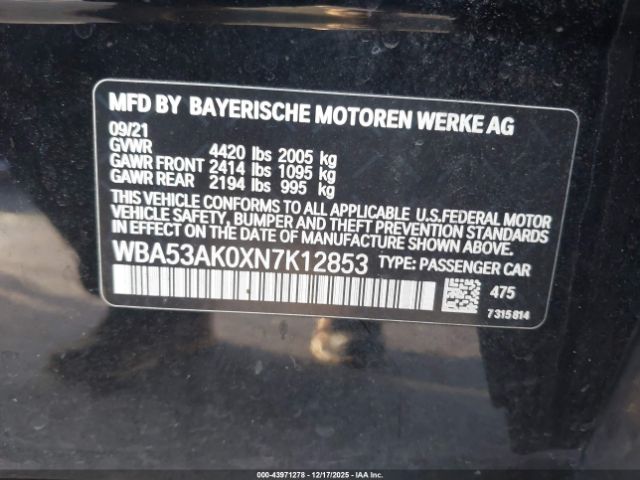 MFD BY BAYERISCHE MOTOREN WERKE AG
09/21
GVWR 4420 lbs 2005 kg
GAWR FRONT 2414 lbs 1095 kg
GAWR REAR 2194 lbs 995 kg
THIS VEHICLE CONFORMS TO ALL APPLICABLE U.S.FEDERAL MOTOR
VEHICLE SAFETY, BUMPER AND THEFT PREVENTION STANDARDS
IN EFFECT ON THE DATE OF MANUFACTURE SHOWN ABOVE.
WBA53AK0XN7K12853 TYPE: PASSENGER CAR
475
7315814
000-43971278 - 12/17/2025 - IAAI.CA